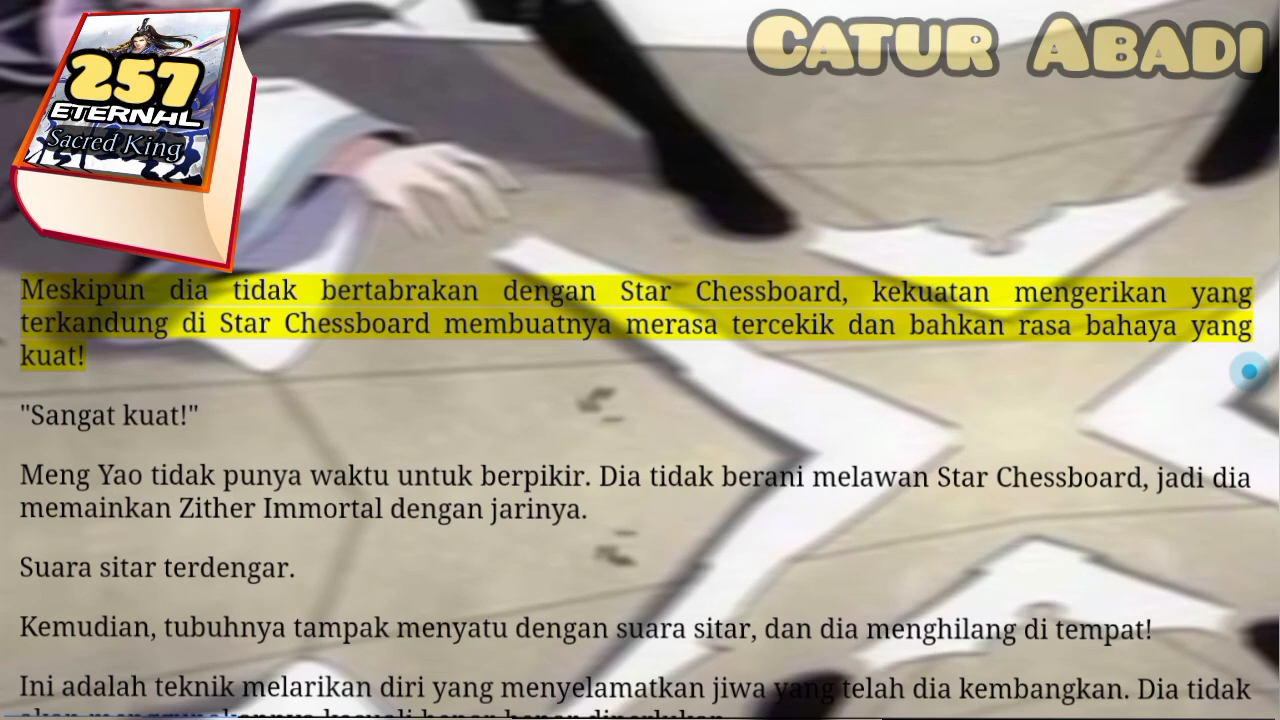 257
ETERNAL
Sacred King
CATUR ABADI
Meskipun dia tidak bertabrakan dengan Star Chessboard, kekuatan mengerikan yang
terkandung di Star Chessboard membuatnya merasa tercekik dan bahkan rasa bahaya yang
kuat!
"Sangat kuat!"
Meng Yao tidak punya waktu untuk berpikir. Dia tidak berani melawan Star Chessboard, jadi dia
memainkan Zither Immortal dengan jarinya.
Suara sitar terdengar.
Kemudian, tubuhnya tampak menyatu dengan suara sitar, dan dia menghilang di tempat!
Ini adalah teknik melarikan diri yang menyelamatkan jiwa yang telah dia kembangkan. Dia tidak